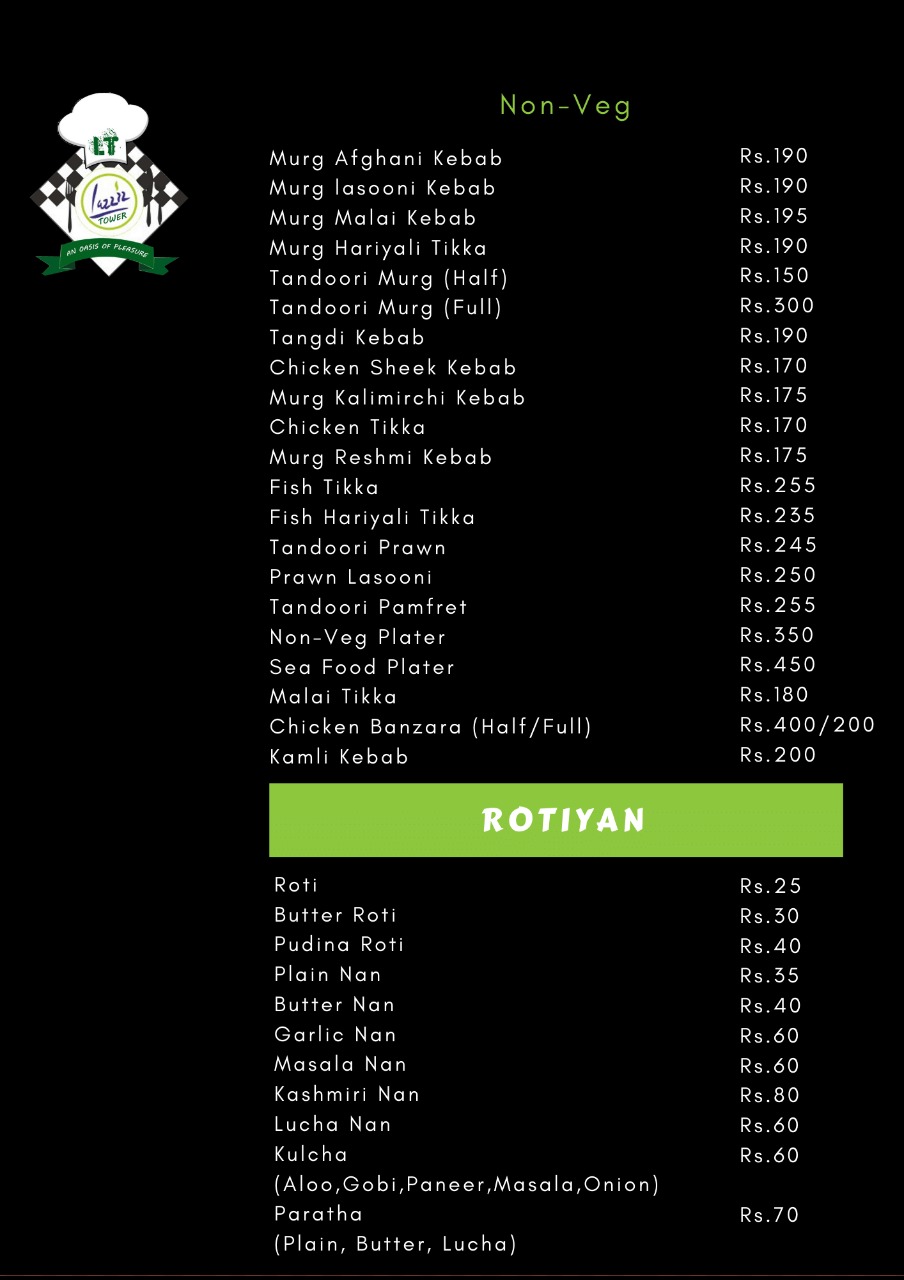 LT
Lazziz
TOWER
AN OASIS OF PLEASURE
Non-Veg
Murg Afghani Kebab Rs.190
Murg lasooni Kebab Rs.190
Murg Malai Kebab Rs.195
Murg Hariyali Tikka Rs.190
Tandoori Murg (Half) Rs.150
Tandoori Murg (Full) Rs.300
Tangdi Kebab Rs.190
Chicken Sheek Kebab Rs.170
Murg Kalimirchi Kebab Rs.175
Chicken Tikka Rs.170
Murg Reshmi Kebab Rs.175
Fish Tikka Rs.255
Fish Hariyali Tikka Rs.235
Tandoori Prawn Rs.245
Prawn Lasooni Rs.250
Tandoori Pamfret Rs.255
Non-Veg Plater Rs.350
Sea Food Plater Rs.450
Malai Tikka Rs.180
Chicken Banzara (Half/Full) Rs.400/200
Kamli Kebab Rs.200
ROTIYAN
Roti Rs.25
Butter Roti Rs.30
Pudina Roti Rs.40
Plain Nan Rs.35
Butter Nan Rs.40
Garlic Nan Rs.60
Masala Nan Rs.60
Kashmiri Nan Rs.80
Lucha Nan Rs.60
Kulcha Rs.60
(Aloo,Gobi,Paneer,Masala,Onion)
Paratha Rs.70
(Plain, Butter, Lucha)